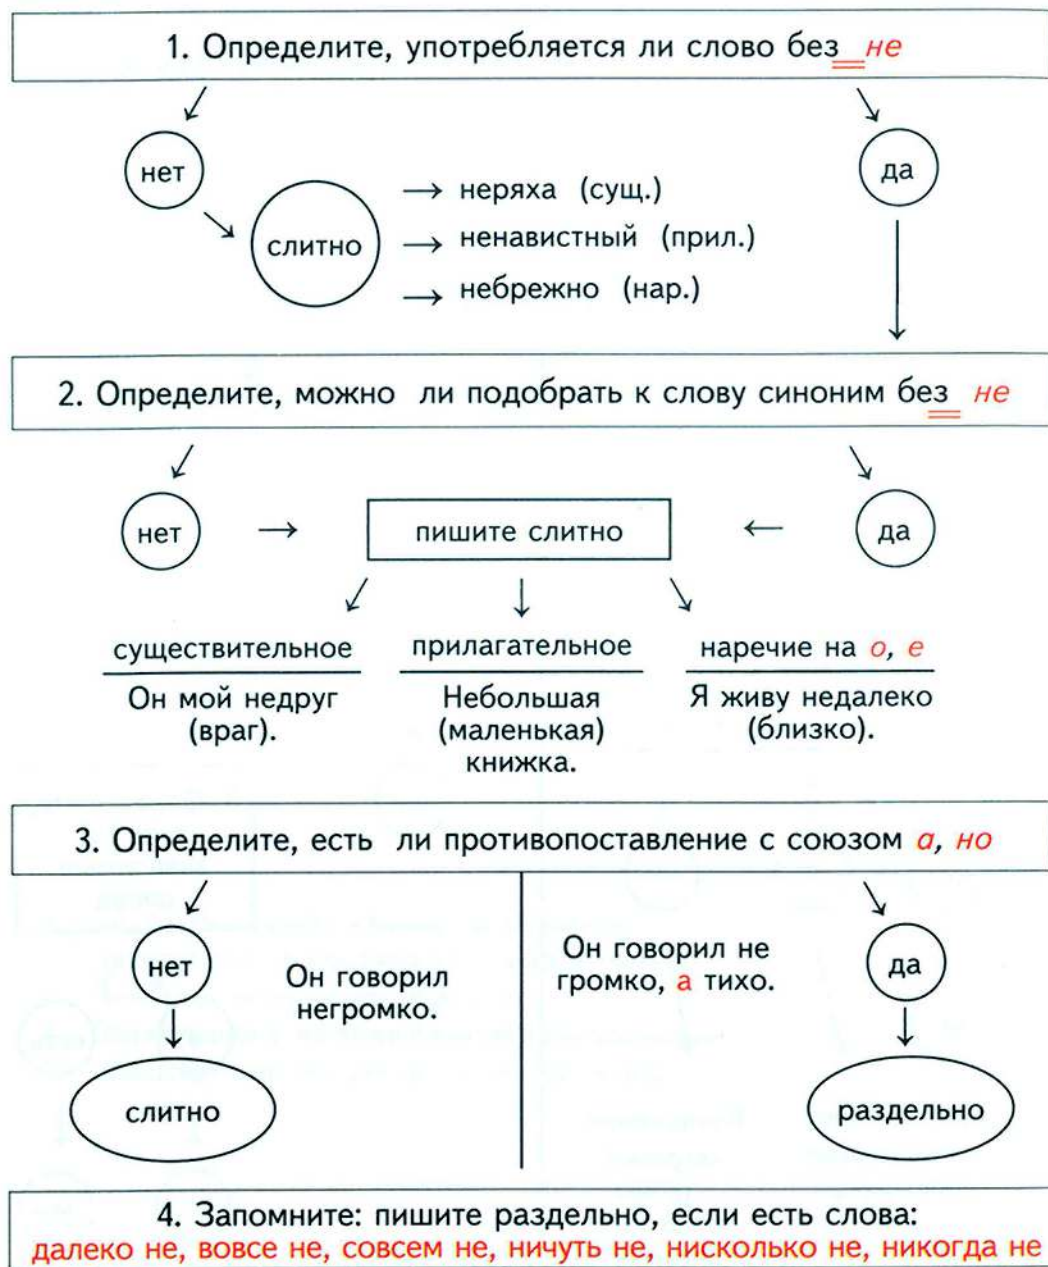 1. Определите, употребляется ли слово без не
нет
да
слитно
→ неряха (сущ.)
→ ненавистный (прил.)
→ небрежно (нар.)
2. Определите, можно ли подобрать к слову синоним без не
нет
→
пишите слитно
←
да
существительное
прилагательное
наречие на о, е
Он мой недруг
(враг).
Небольшая
(маленькая)
книжка.
Я живу недалеко
(близко).
3. Определите, есть ли противопоставление с союзом а, но
нет
Он говорил
негромко.
слитно
Он говорил не
громко, а тихо.
да
раздельно
4. Запомните: пишите раздельно, если есть слова:
далеко не, вовсе не, совсем не, ничуть не, нисколько не, никогда не